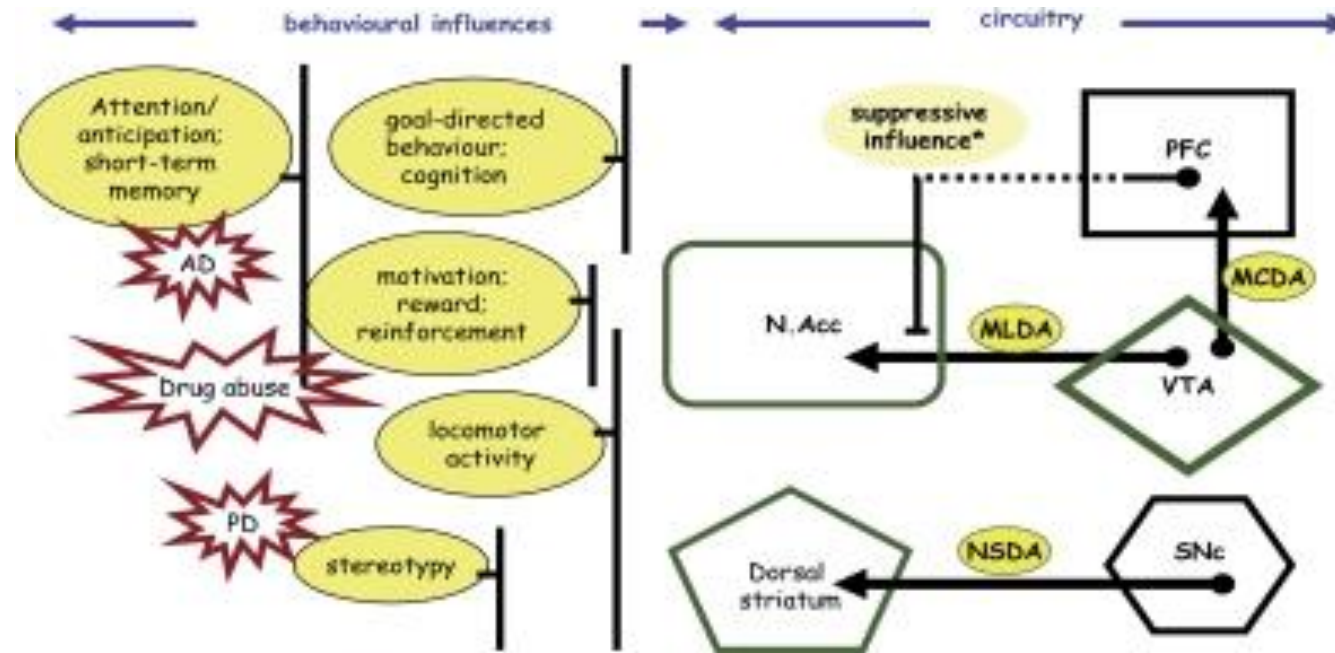 behavioural influences
circuitry
Attention/
anticipation;
short-term
memory
goal-directed
behaviour;
cognition
AD
motivation;
reward;
reinforcement
Drug abuse
locomotor
activity
PD
stereotypy
suppressive
influence*
PFC
MCDA
N.Acc
MLDA
VTA
NSDA
SNc
Dorsal
striatum